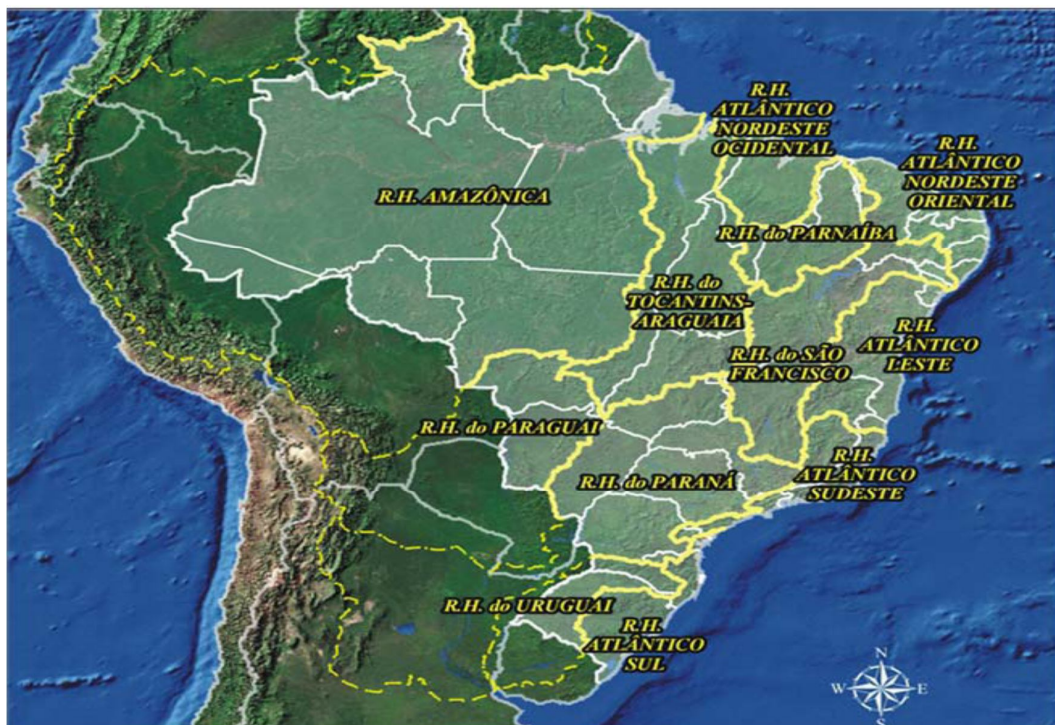 R.H.
ATLÂNTICO
NORDESTE
OCIDENTAL
R.H.
ATLÂNTICO
NORDESTE
ORIENTAL
R.H. AMAZÔNICA
R.H. do PARNAÍBA
R.H. do
TOCANTINS-
ARAGUAIA
R.H. do SÃO
FRANCISCO
R.H.
ATLÂNTICO
LESTE
R.H. do PARAGUAI
R.H. do PARANÁ
R.H.
ATLÂNTICO
SUDESTE
R.H. do URUGUAI
R.H.
ATLÂNTICO
SUL
N
W
E
S